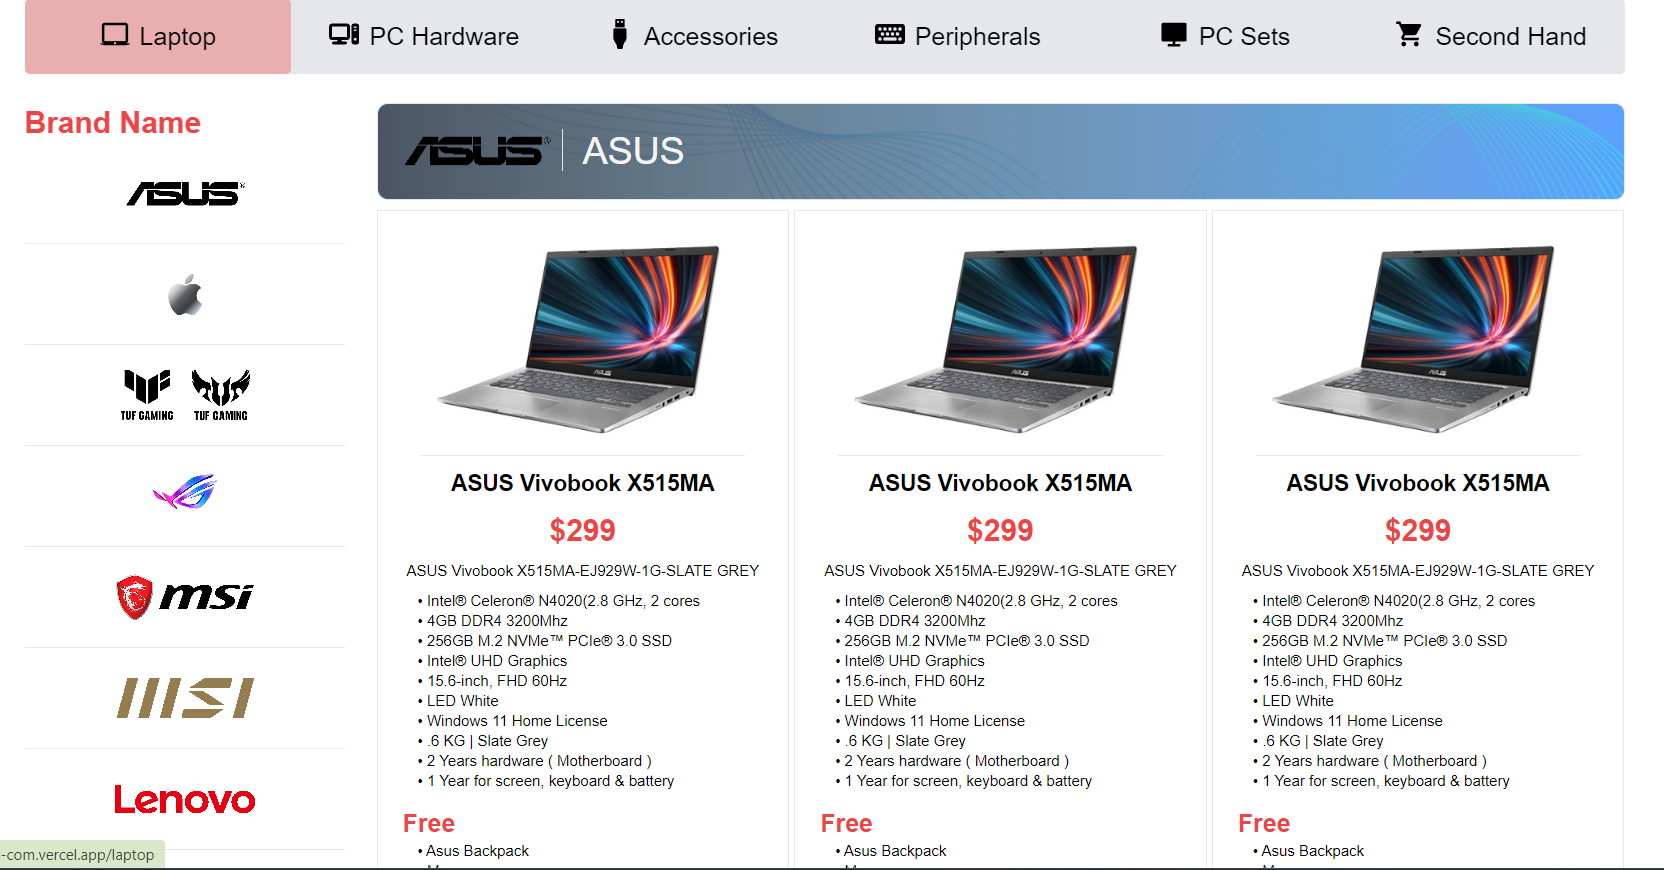 Laptop
PC Hardware
Accessories
Peripherals
PC Sets
Second Hand
Brand Name
ASUS
TUF GAMING
TUF GAMING
msi
msi
Lenovo
-com.vercel.app/laptop
ASUS
ASUS
ASUS Vivobook X515MA
$299
ASUS Vivobook X515MA-EJ929W-1G-SLATE GREY
• Intel® Celeron® N4020(2.8 GHz, 2 cores
• 4GB DDR4 3200Mhz
• 256GB M.2 NVMe™ PCIe® 3.0 SSD
• Intel® UHD Graphics
• 15.6-inch, FHD 60Hz
• LED White
• Windows 11 Home License
• .6 KG | Slate Grey
• 2 Years hardware ( Motherboard )
• 1 Year for screen, keyboard & battery
Free
• Asus Backpack
ASUS Vivobook X515MA
$299
ASUS Vivobook X515MA-EJ929W-1G-SLATE GREY
• Intel® Celeron® N4020(2.8 GHz, 2 cores
• 4GB DDR4 3200Mhz
• 256GB M.2 NVMe™ PCIe® 3.0 SSD
• Intel® UHD Graphics
• 15.6-inch, FHD 60Hz
• LED White
• Windows 11 Home License
• .6 KG | Slate Grey
• 2 Years hardware ( Motherboard )
• 1 Year for screen, keyboard & battery
Free
• Asus Backpack
ASUS Vivobook X515MA
$299
ASUS Vivobook X515MA-EJ929W-1G-SLATE GREY
• Intel® Celeron® N4020(2.8 GHz, 2 cores
• 4GB DDR4 3200Mhz
• 256GB M.2 NVMe™ PCIe® 3.0 SSD
• Intel® UHD Graphics
• 15.6-inch, FHD 60Hz
• LED White
• Windows 11 Home License
• .6 KG | Slate Grey
• 2 Years hardware ( Motherboard )
• 1 Year for screen, keyboard & battery
Free
• Asus Backpack